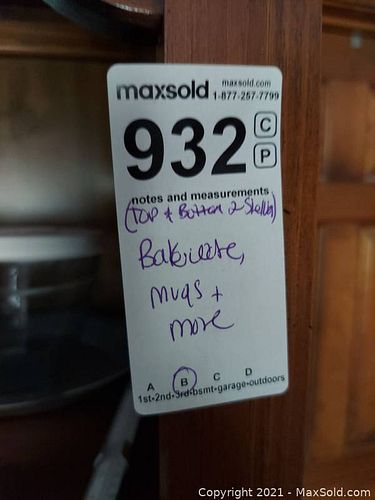 maxsold maxsold.com
1-877-257-7799
932 C
P
notes and measurements
(Top + Bottom 2 Shelves)
Bakeware,
mugs +
more
A B C D
1st-2nd-3rd-bsmt-garage-outdoors
Copyright 2021 - MaxSold.com